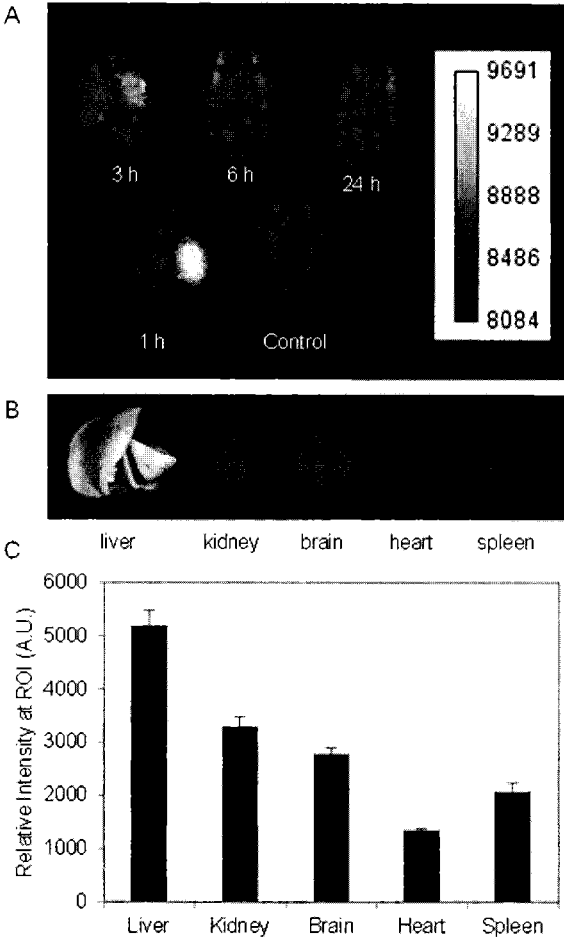 A
9691
9289
8888
8486
8084
3 h
6 h
24 h
1 h
Control
B
liver
kidney
brain
heart
spleen
C
Relative Intensity at ROI (A.U.)
6000
5000
4000
3000
2000
1000
0
Liver
Kidney
Brain
Heart
Spleen